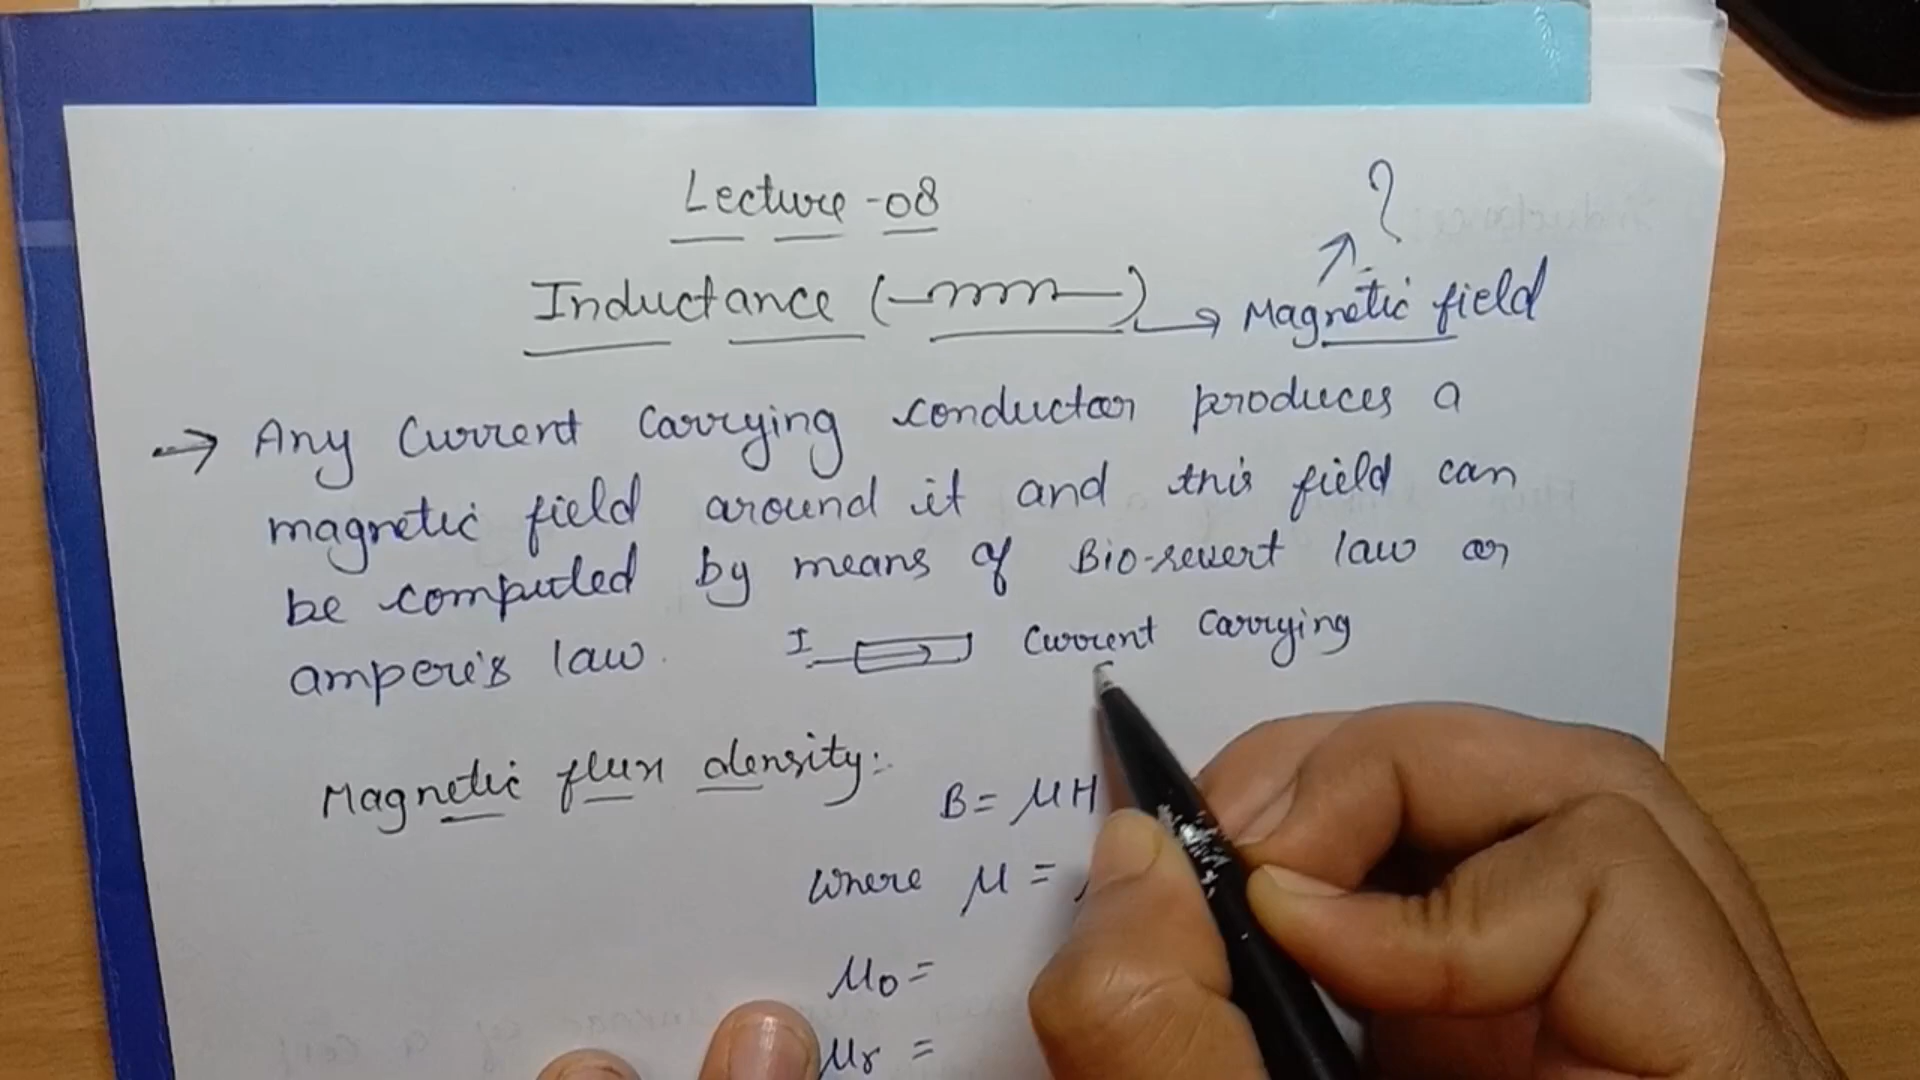 Lecture-08
?
Inductance ( ) → Magnetic field
→ Any Current Carrying conductor produces a
magnetic field around it and this field can
be computed by means of Bio-severt law or
ampere's law.
I Current Carrying
Magnetic flux density:
B = μH
where μ =
μ0 =
μr =